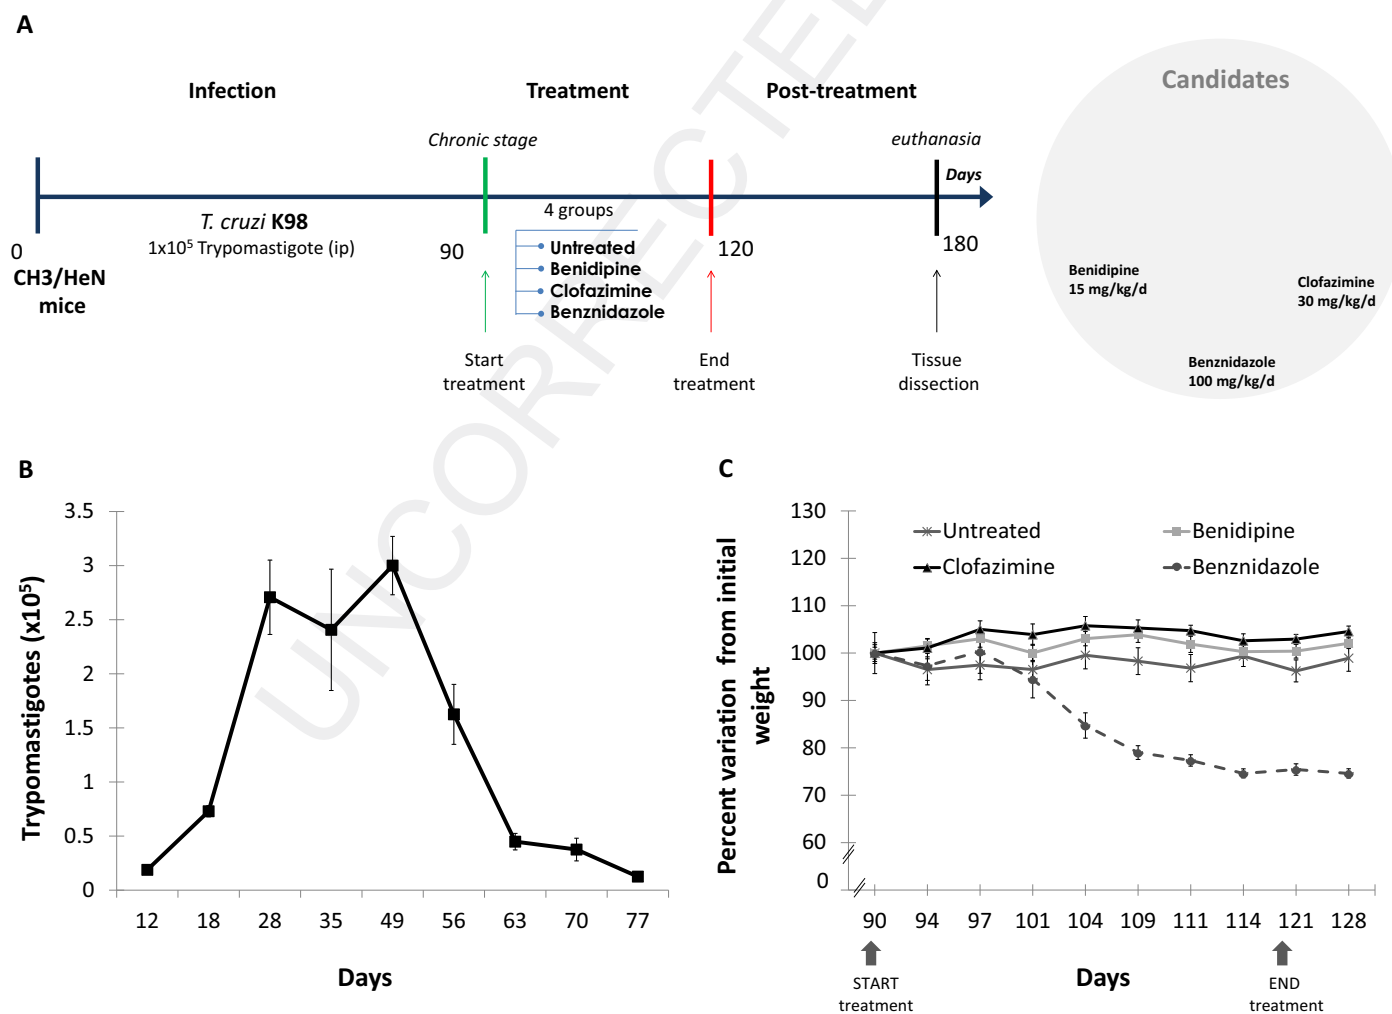 A
Infection
Treatment
Post-treatment
Candidates
Chronic stage
euthanasia
Days
4 groups
T. cruzi K98
1x10⁵ Trypomastigote (ip)
0
90
120
180
CH3/HeN
mice
Untreated
Benidipine
Clofazimine
Benznidazole
Start
treatment
End
treatment
Tissue
dissection
Benidipine
15 mg/kg/d
Clofazimine
30 mg/kg/d
Benznidazole
100 mg/kg/d
UNCORRECTED
B
Trypomastigotes (x10⁵)
3.5
3
2.5
2
1.5
1
0.5
0
12 18 28 35 49 56 63 70 77
Days
C
Percent variation from initial
weight
130
120
110
100
90
80
70
60
0
Untreated
Benidipine
Clofazimine
Benznidazole
90 94 97 101 104 109 111 114 121 128
Days
START
treatment
END
treatment